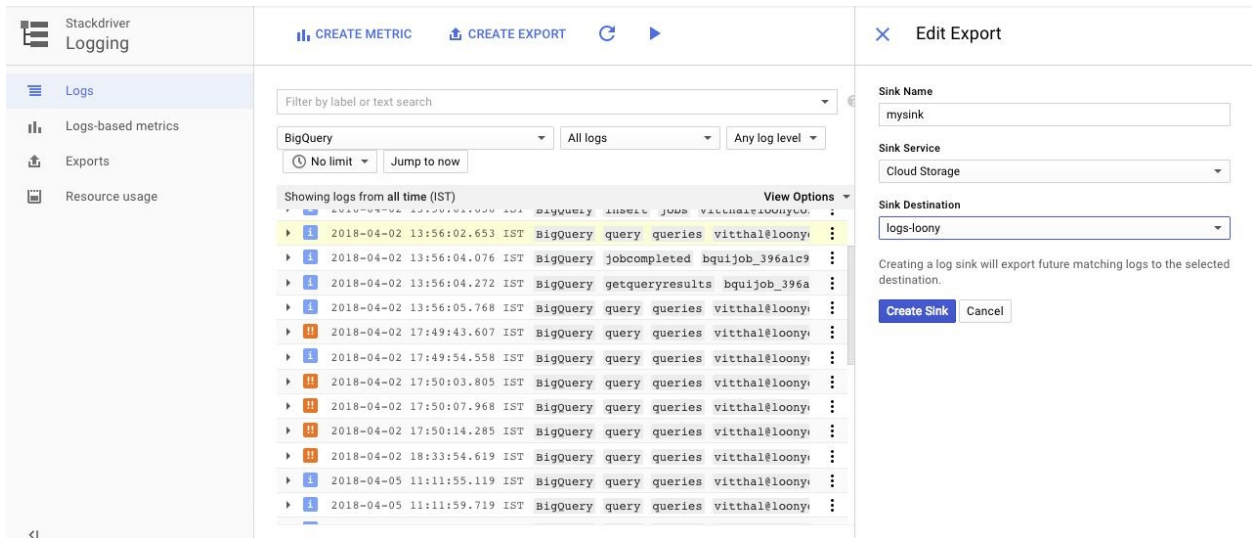 Stackdriver
Logging
CREATE METRIC
CREATE EXPORT
Edit Export
Logs
Logs-based metrics
Exports
Resource usage
Filter by label or text search
BigQuery
All logs
Any log level
No limit
Jump to now
Showing logs from all time (IST)
View Options
BigQuery insert jobs
2018-04-02 13:56:02.653 IST BigQuery query queries vitthal@loony
2018-04-02 13:56:04.076 IST BigQuery jobcompleted bquijob_396a1c9
2018-04-02 13:56:04.272 IST BigQuery getqueryresults bquijob_396a
2018-04-02 13:56:05.768 IST BigQuery query queries vitthal@loony
2018-04-02 17:49:43.607 IST BigQuery query queries vitthal@loony
2018-04-02 17:49:54.558 IST BigQuery query queries vitthal@loony
2018-04-02 17:50:03.805 IST BigQuery query queries vitthal@loony
2018-04-02 17:50:07.968 IST BigQuery query queries vitthal@loony
2018-04-02 17:50:14.285 IST BigQuery query queries vitthal@loony
2018-04-02 18:33:54.619 IST BigQuery query queries vitthal@loony
2018-04-05 11:11:55.119 IST BigQuery query queries vitthal@loony
2018-04-05 11:11:59.719 IST BigQuery query queries vitthal@loony
Sink Name
mysink
Sink Service
Cloud Storage
Sink Destination
logs-loony
Creating a log sink will export future matching logs to the selected
destination.
Create Sink
Cancel